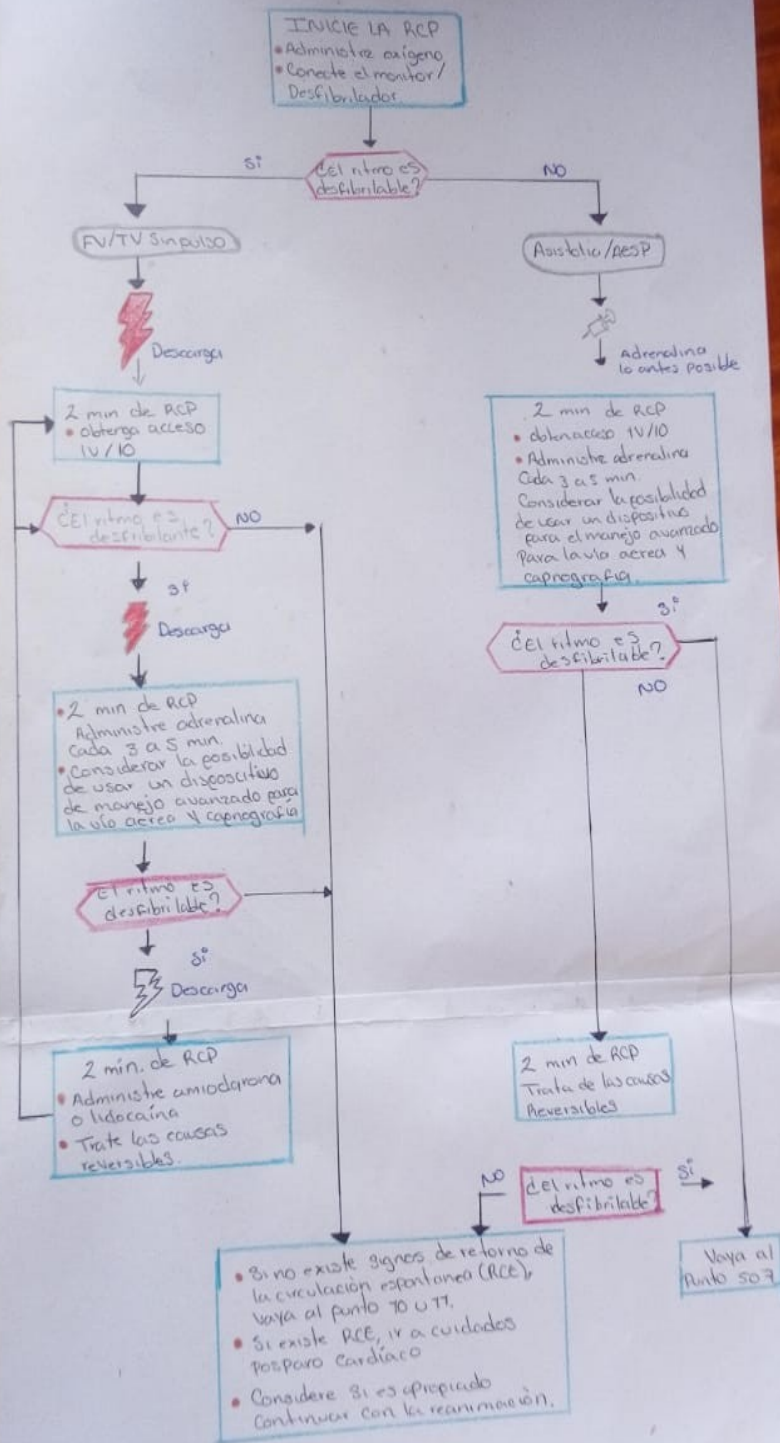 INICIE LA RCP
• Administre oxígeno
• Conecte el monitor/
Desfibrilador.
¿El ritmo es
desfibrilable?
Sí
NO
FV/TV Sin pulso
Asistolia/AESP
Descarga
Adrenalina
lo antes posible
2 min de RCP
• obtenga acceso
IV/IO
2 min de RCP
• obten acceso IV/IO
• Administre adrenalina
Cada 3 a 5 min.
Considerar la posibilidad
de usar un dispositivo
para el manejo avanzado
para la vía aerea y
capnografia.
¿El ritmo es
desfibrilante?
NO
sí
Descarga
¿El ritmo es
desfibrilable?
Sí
NO
• 2 min de RCP
Administre adrenalina
cada 3 a 5 min.
• Considerar la posibilidad
de usar un disposcitivo
de manejo avanzado para
la vía aerea y capnografía
El ritmo es
desfibrilable?
Sí
Descarga
2 min. de RCP
• Administre amiodarona
o lidocaína
• Trate las causas
reversibles.
2 min de RCP
Trata de las causas
Reversibles
¿el ritmo es
desfibrilable?
NO
Sí
• Si no existe signos de retorno de
la circulación espontanea (RCE),
vaya al punto 10 u 11.
• Si existe RCE, ir a cuidados
posparo cardíaco
• Considere si es apropiado
continuar con la reanimación.
Vaya al
Punto 5 o 7